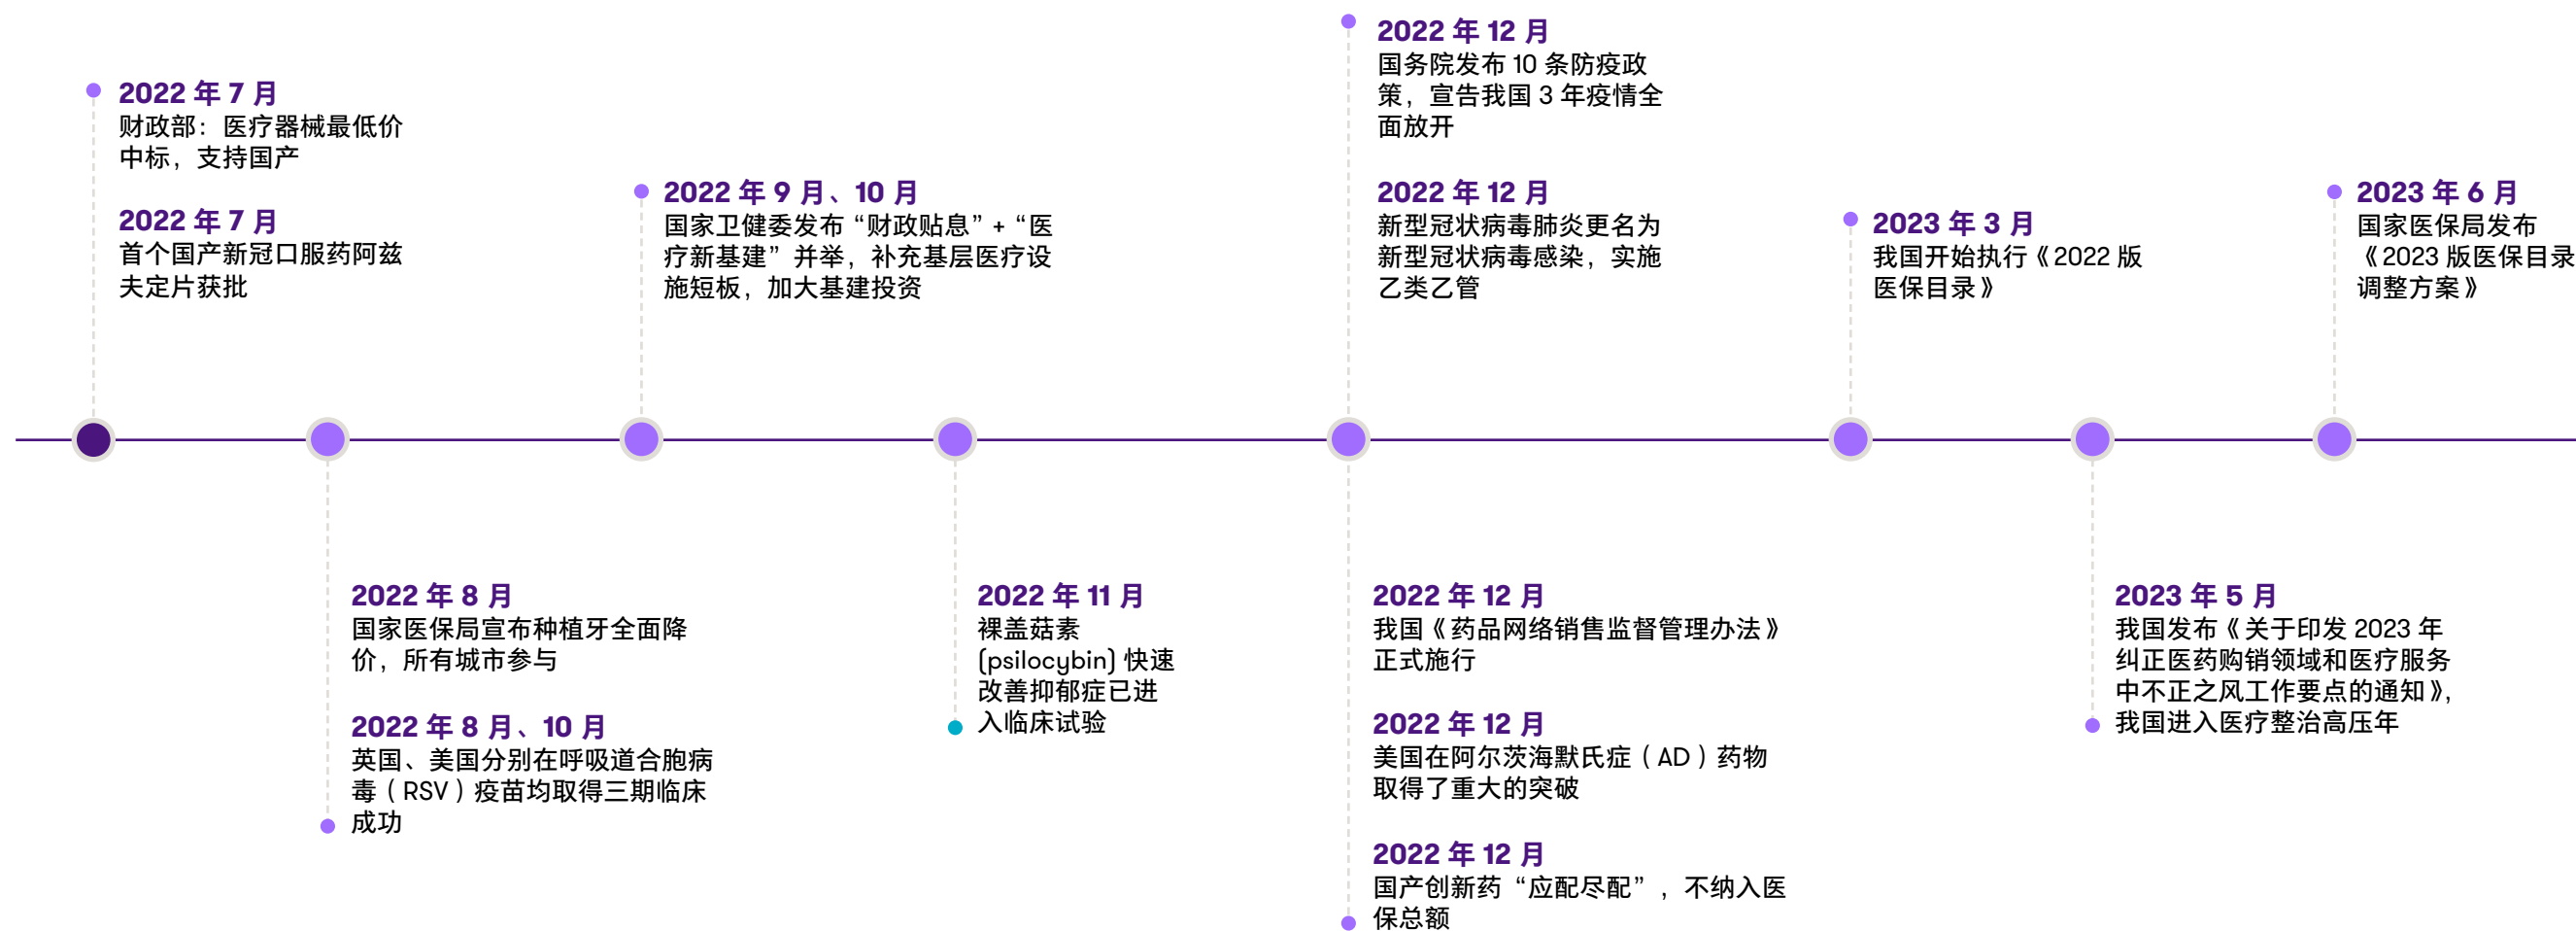 2022 年 7 月
财政部：医疗器械最低价
中标，支持国产
2022 年 7 月
首个国产新冠口服药阿兹
夫定片获批
2022 年 8 月
国家医保局宣布种植牙全面降
价，所有城市参与
2022 年 8 月、10 月
英国、美国分别在呼吸道合胞病
毒（RSV）疫苗均取得三期临床
成功
2022 年 9 月、10 月
国家卫健委发布“财政贴息” + “医
疗新基建”并举，补充基层医疗设
施短板，加大基建投资
2022 年 11 月
裸盖菇素
(psilocybin) 快速
改善抑郁症已进
入临床试验
2022 年 12 月
国务院发布 10 条防疫政
策，宣告我国 3 年疫情全
面放开
2022 年 12 月
新型冠状病毒肺炎更名为
新型冠状病毒感染，实施
乙类乙管
2022 年 12 月
我国《药品网络销售监督管理办法》
正式施行
2022 年 12 月
美国在阿尔茨海默氏症（AD）药物
取得了重大的突破
2022 年 12 月
国产创新药“应配尽配”，不纳入医
保总额
2023 年 3 月
我国开始执行《2022 版
医保目录》
2023 年 5 月
我国发布《关于印发 2023 年
纠正医药购销领域和医疗服务
中不正之风工作要点的通知》，
我国进入医疗整治高压年
2023 年 6 月
国家医保局发布
《2023 版医保目录
调整方案》